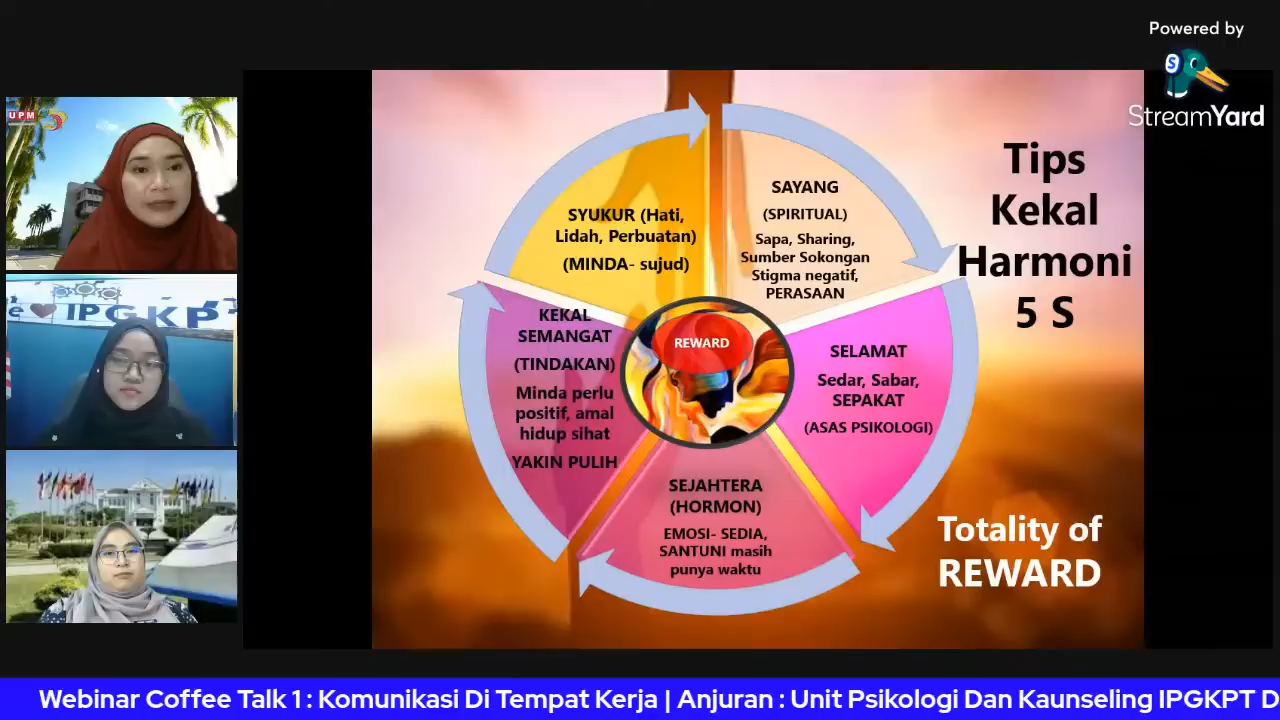 Powered by
StreamYard
UPM
IPGKP
Tips
Kekal
Harmoni
5 S
SAYANG
(SPIRITUAL)
Sapa, Sharing,
Sumber Sokongan
Stigma negatif,
PERASAAN
SELAMAT
Sedar, Sabar,
SEPAKAT
(ASAS PSIKOLOGI)
SEJAHTERA
(HORMON)
EMOSI- SEDIA,
SANTUNI masih
punya waktu
KEKAL
SEMANGAT
(TINDAKAN)
Minda perlu
positif, amal
hidup sihat
YAKIN PULIH
SYUKUR (Hati,
Lidah, Perbuatan)
(MINDA- sujud)
REWARD
Totality of
REWARD
Webinar Coffee Talk 1 : Komunikasi Di Tempat Kerja | Anjuran : Unit Psikologi Dan Kaunseling IPGKPT D